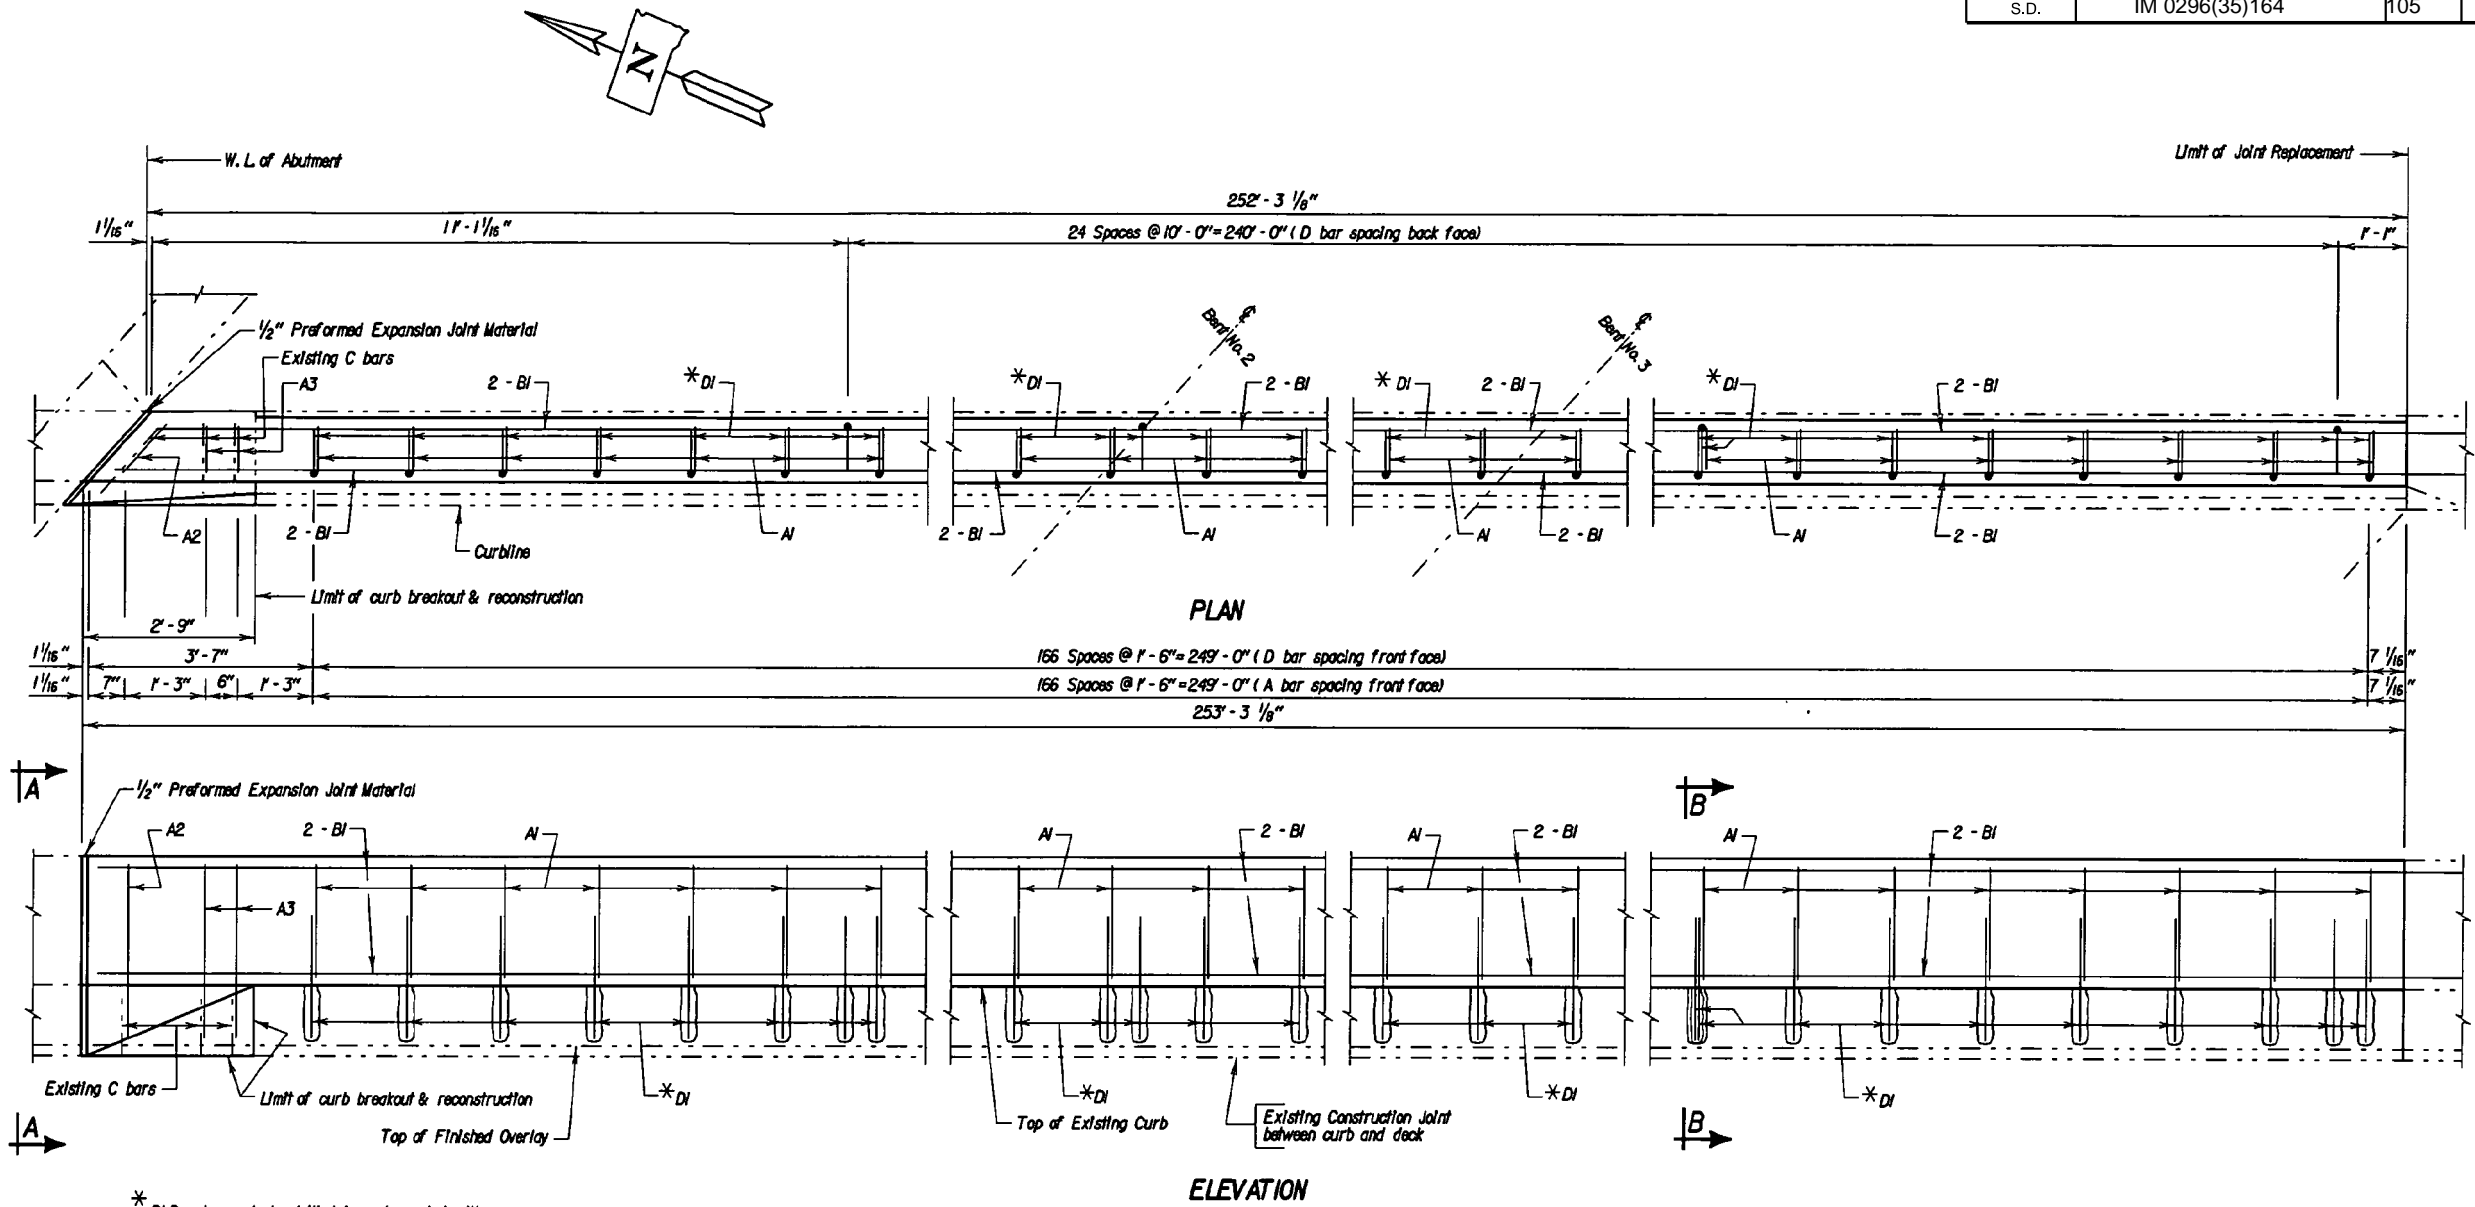 S.D. IM 0296(35)164 105
N
W. L. of Abutment
Limit of Joint Replacement
252'- 3 1/8"
1 1/16" 11'- 1 1/16" 24 Spaces @ 10'- 0"= 240'- 0" ( D bar spacing back face) 1'- 1"
1/2" Preformed Expansion Joint Material
Existing C bars
A3
2 - B1
*D1
*D1
₵
Bent No. 2
2 - B1
*D1
2 - B1
₵
Bent No. 3
*D1
2 - B1
A2
2 - B1
Curbline
A1
2 - B1
A1
A1
2 - B1
A1
2 - B1
Limit of curb breakout & reconstruction
PLAN
2'- 9"
1 1/16" 3'- 7" 166 Spaces @ 1'- 6"= 249'- 0" ( D bar spacing front face) 7 1/16"
1 1/16" 7" 1'- 3" 6" 1'- 3" 166 Spaces @ 1'- 6"= 249'- 0" ( A bar spacing front face) 7 1/16"
253'- 3 1/8"
A
B
1/2" Preformed Expansion Joint Material
A2
2 - B1
A1
A1
2 - B1
A1
2 - B1
A1
2 - B1
A3
Existing C bars
Limit of curb breakout & reconstruction
*D1
*D1
*D1
*D1
Top of Finished Overlay
Top of Existing Curb
Existing Construction Joint
between curb and deck
A
B
ELEVATION
*